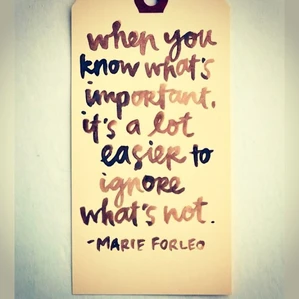 when you
know what's
important,
it's a lot
easier to
ignore
what's not.
-MARIE FORLEO